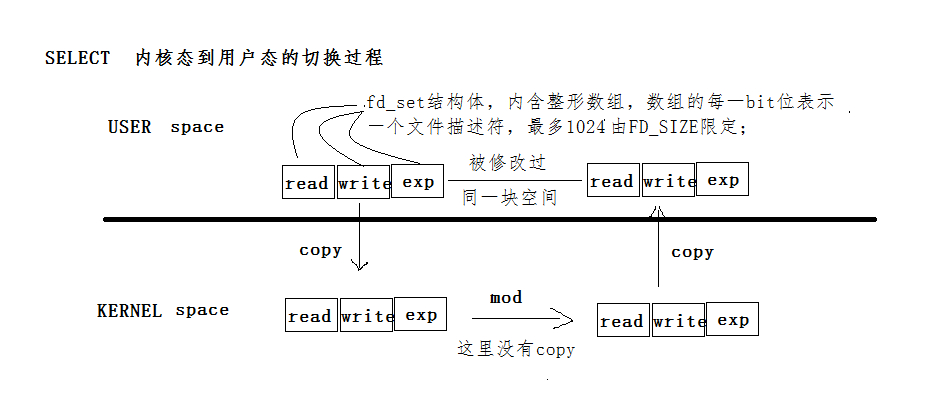 SELECT 内核态到用户态的切换过程
fd_set结构体，内含整形数组，数组的每一bit位表示
一个文件描述符，最多1024由FD_SIZE限定；
USER space
read write exp
被修改过
同一块空间
read write exp
copy
copy
KERNEL space
read write exp
mod
这里没有copy
read write exp